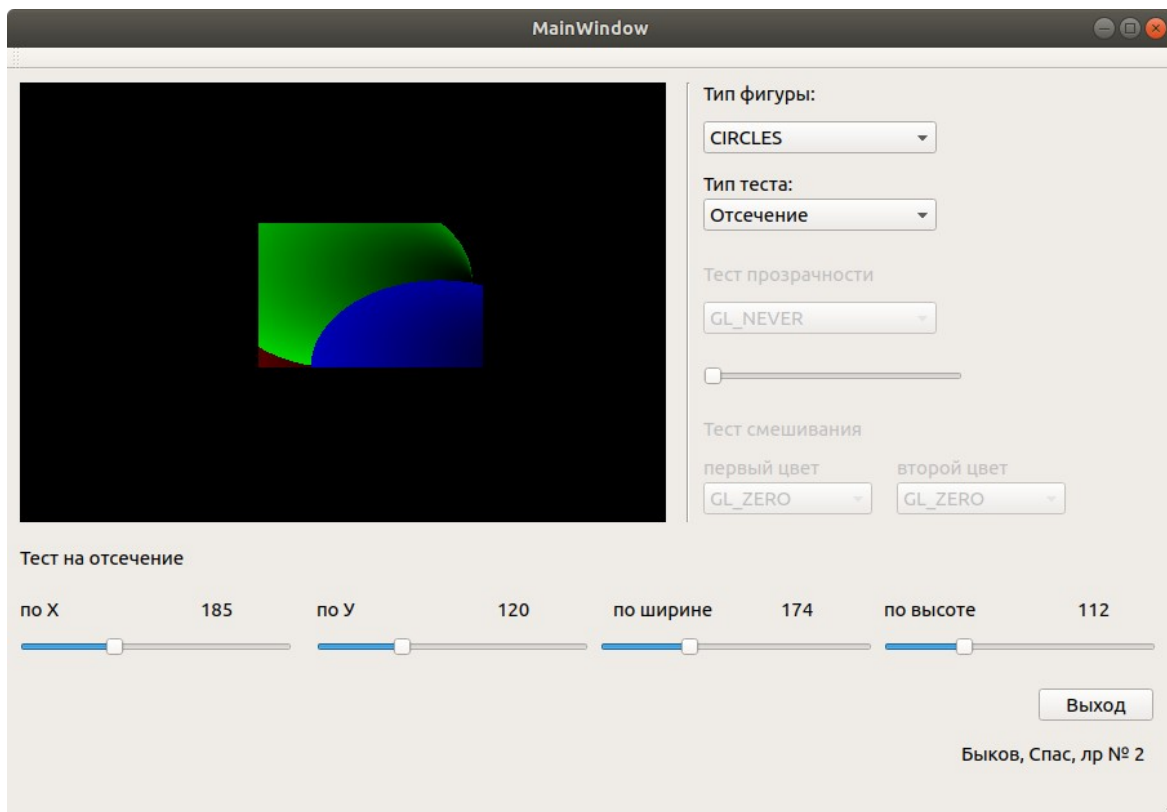 MainWindow
Тип фигуры:
CIRCLES
Тип теста:
Отсечение
Тест прозрачности
GL_NEVER
Тест смешивания
первый цвет второй цвет
GL_ZERO GL_ZERO
Тест на отсечение
по X 185 по У 120 по ширине 174 по высоте 112
Выход
Быков, Спас, лр № 2